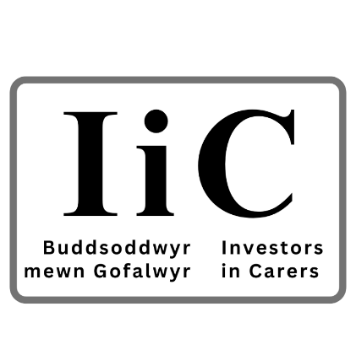 IiC
Buddsoddwyr
mewn Gofalwyr
Investors
in Carers